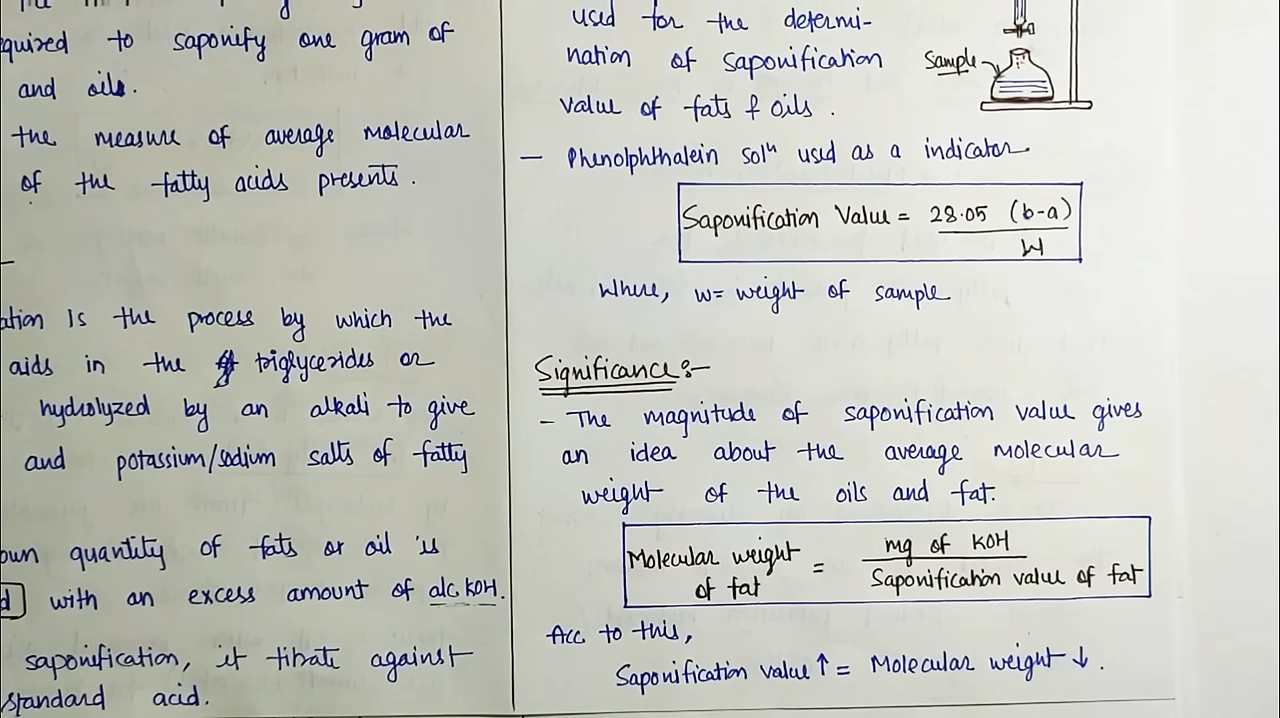 quired to saponify one gram of
and oils.
the measure of average molecular
of the fatty acids presents.
ation is the process by which the
aids in the triglycerides or
hydrolyzed by an alkali to give
and potassium/sodium salts of fatty
own quantity of fats or oil is
d with an excess amount of alc KOH.
saponification, it titrate against
standard acid.
used for the determi-
nation of saponification
value of fats & oils.
Sample
- Phenolphthalein solⁿ used as a indicator.
Saponification Value = 28.05 (b-a)
W
Where, w= weight of sample
Significance:-
- The magnitude of saponification value gives
an idea about the average molecular
weight of the oils and fat.
Molecular weight of fat = mg of KOH
Saponification value of fat
Acc. to this,
Saponification value ↑ = Molecular weight ↓.